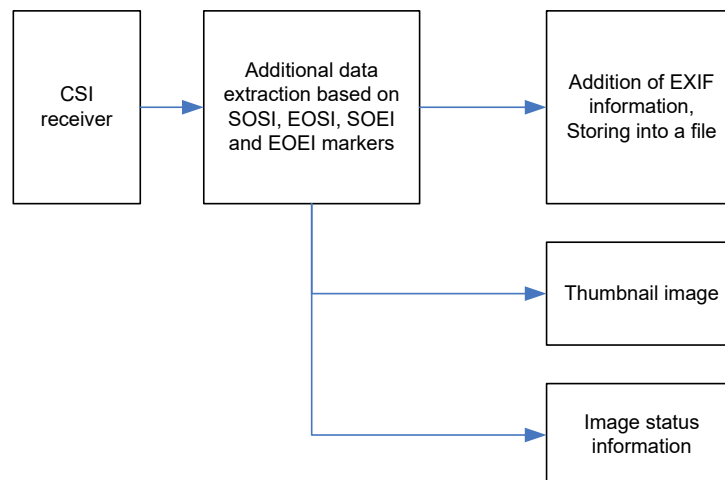 CSI
receiver
Additional data
extraction based on
SOSI, EOSI, SOEI
and EOEI markers
Addition of EXIF
information,
Storing into a file
Thumbnail image
Image status
information